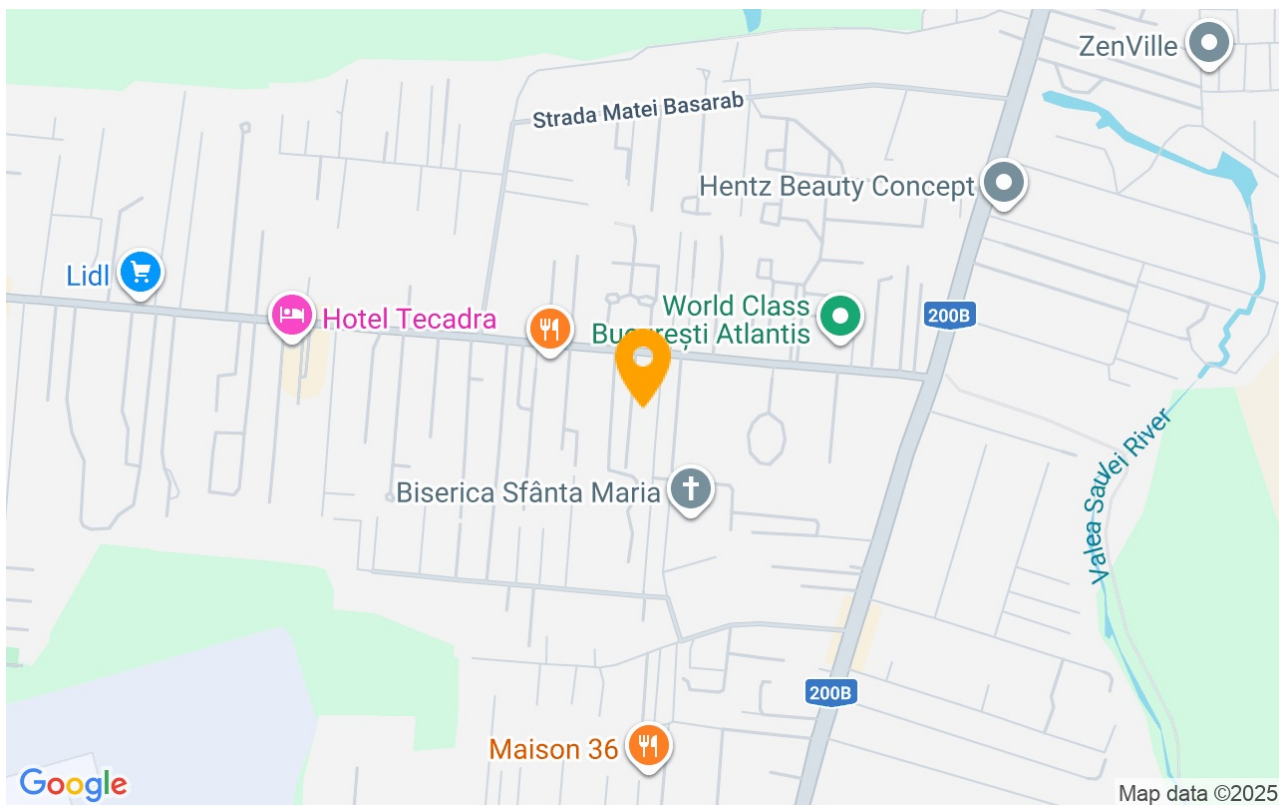 ZenVille
Strada Matei Basarab
Hentz Beauty Concept
Lidl
Hotel Tecadra
World Class
București Atlantis
200B
Valea Saulei River
Biserica Sfânta Maria
200B
Maison 36
Google
Map data ©2025